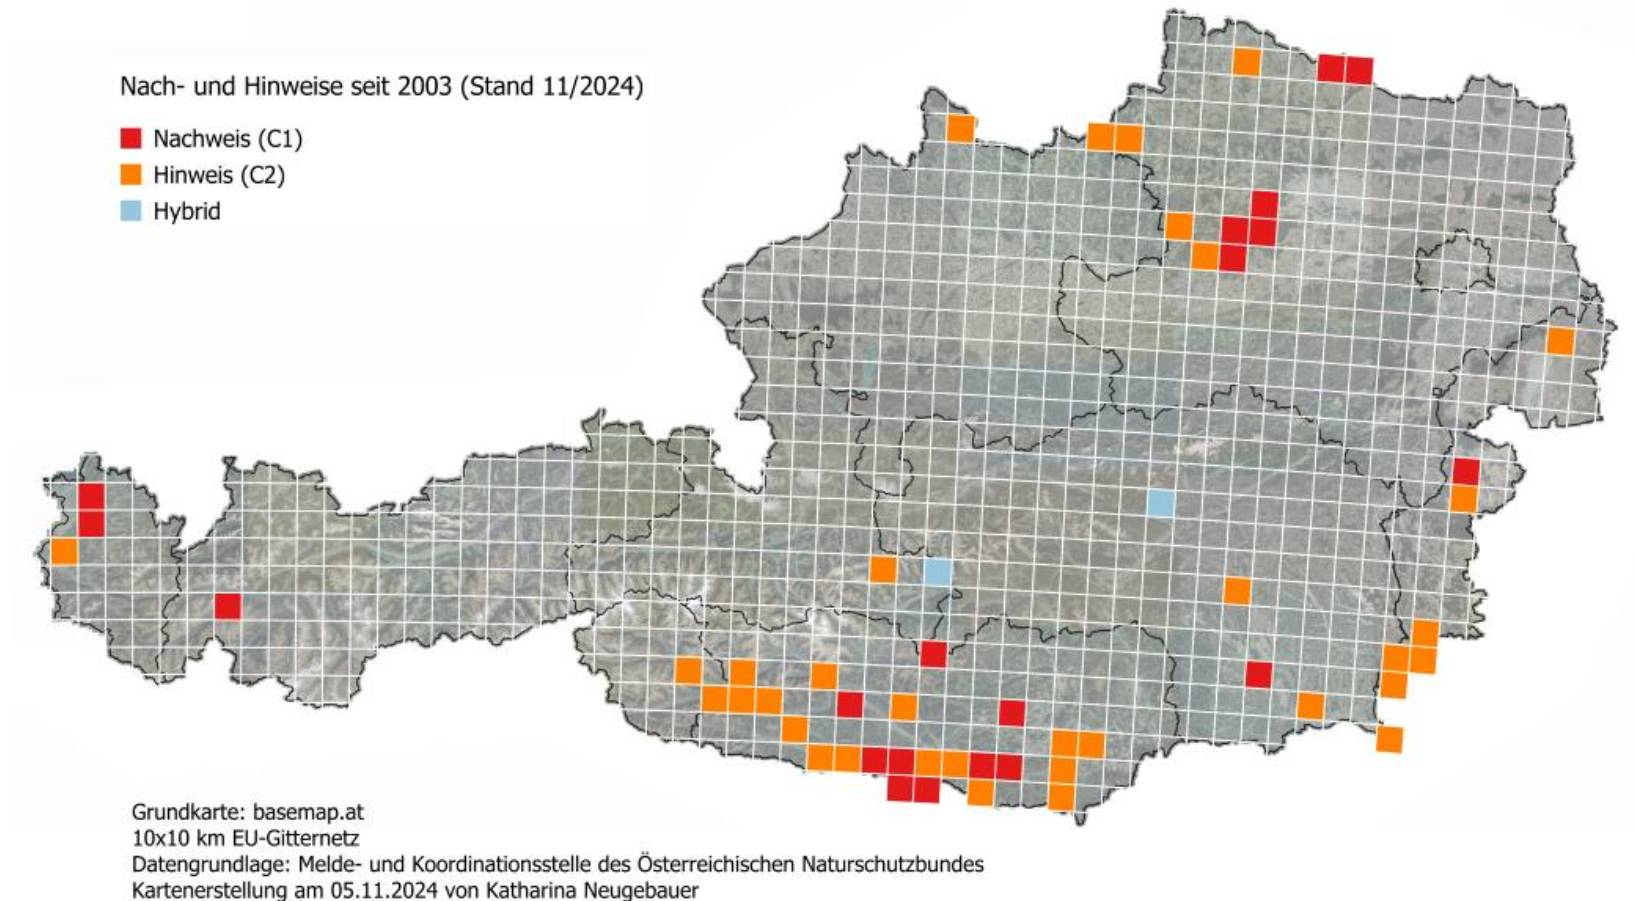 Nach- und Hinweise seit 2003 (Stand 11/2024)
Nachweis (C1)
Hinweis (C2)
Hybrid
Grundkarte: basemap.at
10x10 km EU-Gitternetz
Datengrundlage: Melde- und Koordinationsstelle des Österreichischen Naturschutzbundes
Kartenerstellung am 05.11.2024 von Katharina Neugebauer